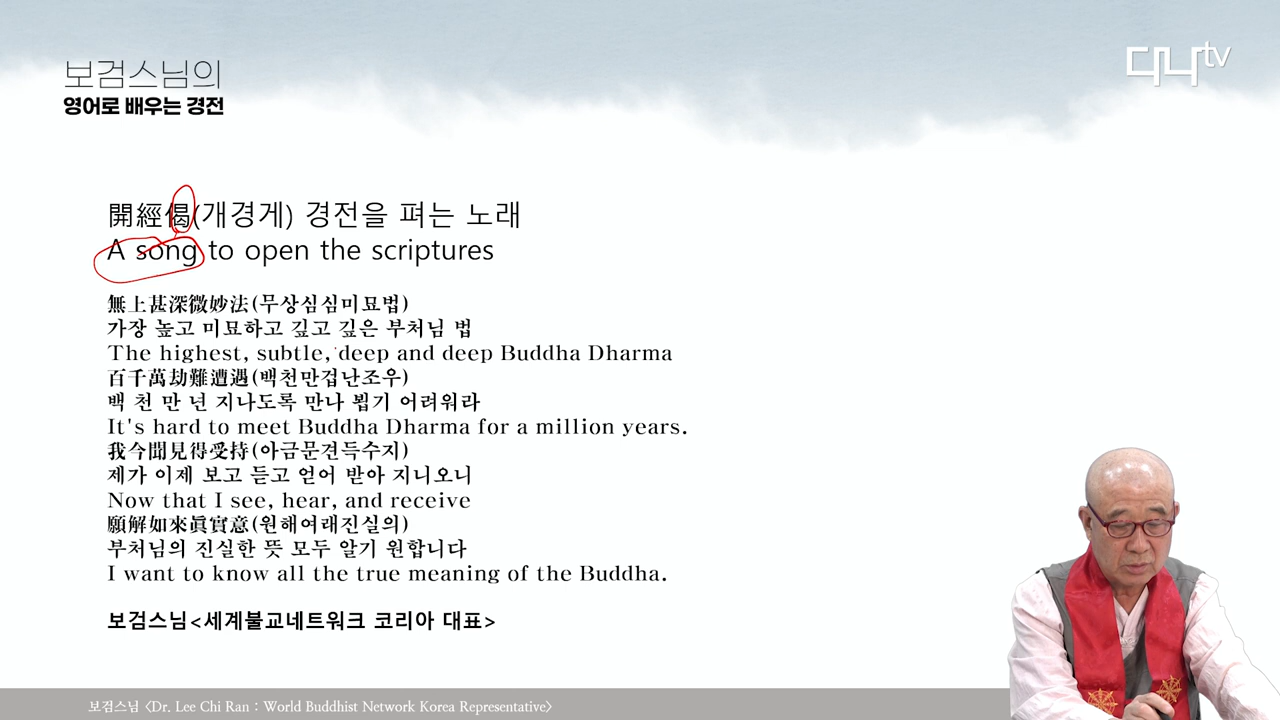 보검스님의
영어로 배우는 경전
디나tv
開經偈(개경게) 경전을 펴는 노래
A song to open the scriptures
無上甚深微妙法(무상심심미묘법)
가장 높고 미묘하고 깊고 깊은 부처님 법
The highest, subtle, deep and deep Buddha Dharma
百千萬劫難遭遇(백천만겁난조우)
백 천 만 년 지나도록 만나 뵙기 어려워라
It's hard to meet Buddha Dharma for a million years.
我今聞見得受持(아금문견득수지)
제가 이제 보고 듣고 얻어 받아 지니오니
Now that I see, hear, and receive
願解如來眞實意(원해여래진실의)
부처님의 진실한 뜻 모두 알기 원합니다
I want to know all the true meaning of the Buddha.
보검스님<세계불교네트워크 코리아 대표>
보검스님 <Dr. Lee Chi Ran : World Buddhist Network Korea Representative>